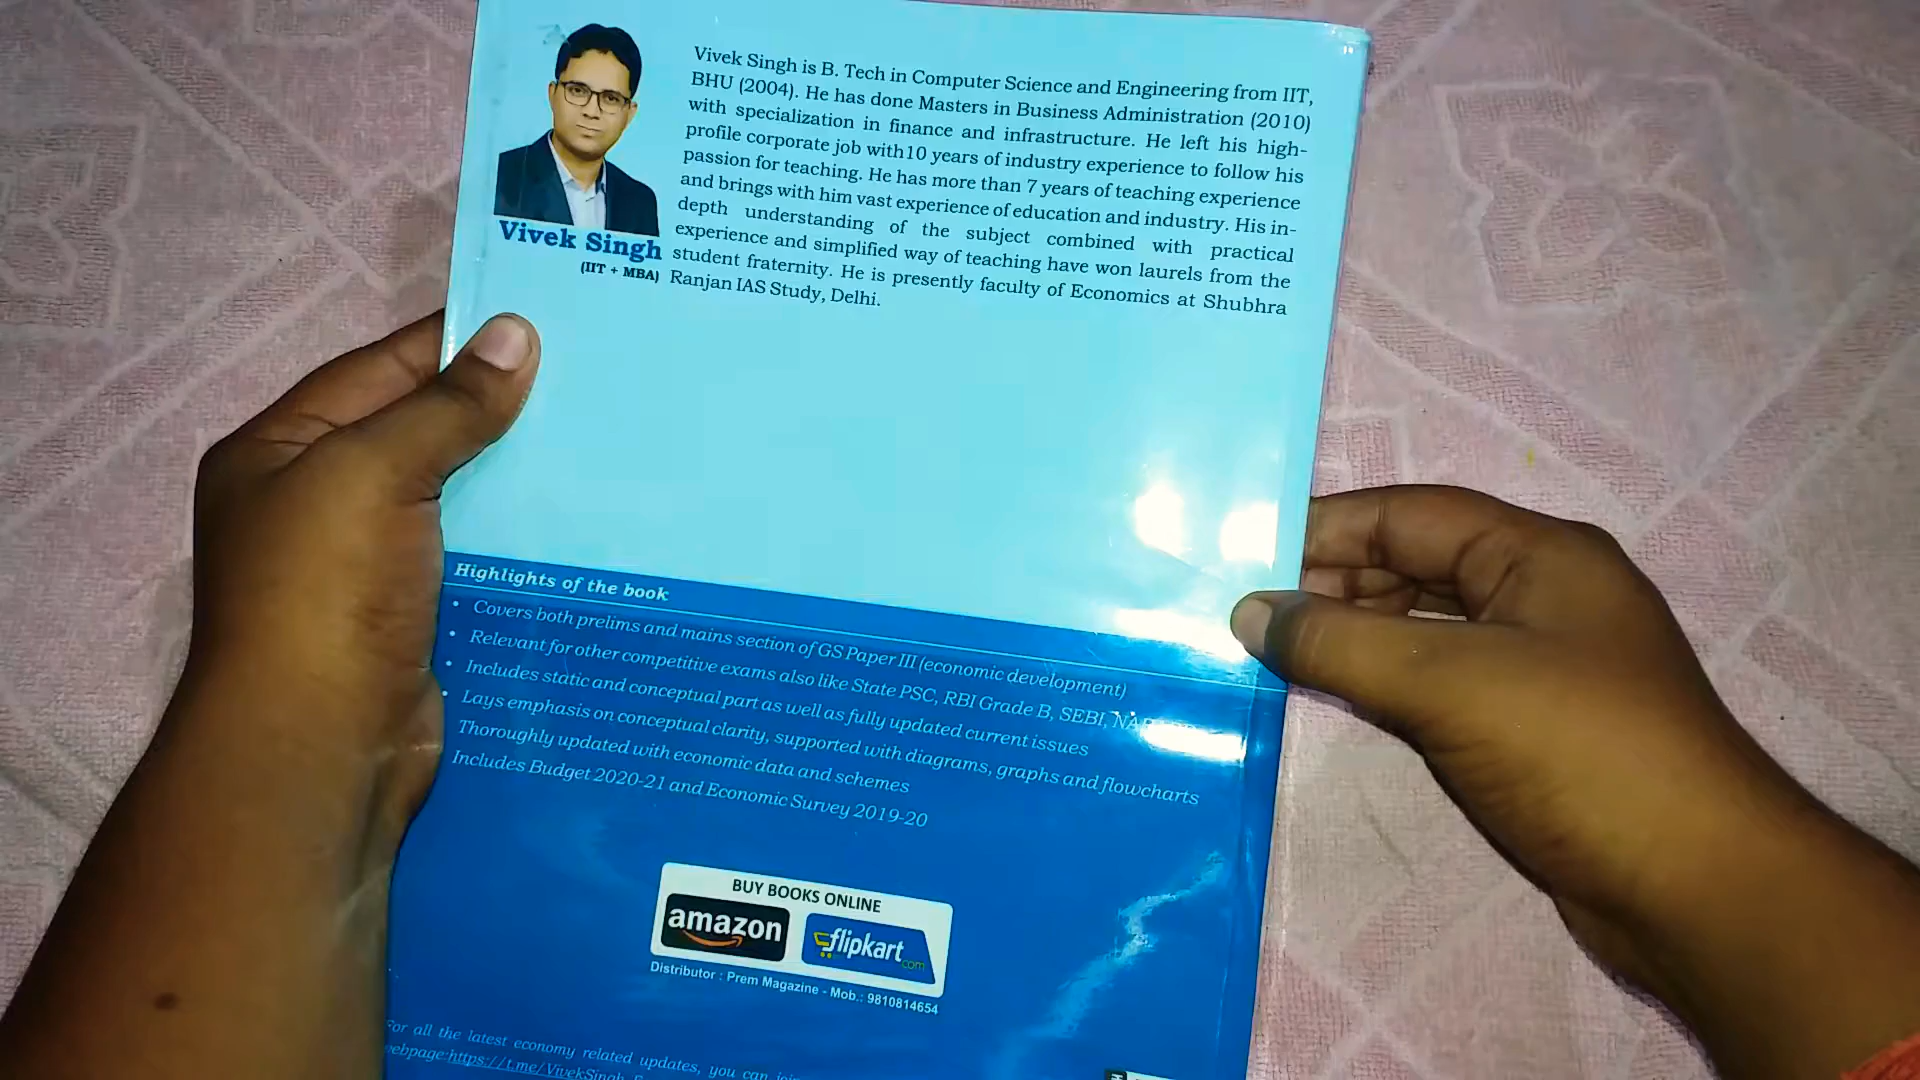 Vivek Singh is B. Tech in Computer Science and Engineering from IIT,
BHU (2004). He has done Masters in Business Administration (2010)
with specialization in finance and infrastructure. He left his high-
profile corporate job with10 years of industry experience to follow his
passion for teaching. He has more than 7 years of teaching experience
and brings with him vast experience of education and industry. His in-
depth understanding of the subject combined with practical
experience and simplified way of teaching have won laurels from the
student fraternity. He is presently faculty of Economics at Shubhra
Ranjan IAS Study, Delhi.
Vivek Singh
(IIT + MBA)
Highlights of the book
• Covers both prelims and mains section of GS Paper III (economic development)
• Relevant for other competitive exams also like State PSC, RBI Grade B, SEBI,
• Includes static and conceptual part as well as fully updated current issues
• Lays emphasis on conceptual clarity, supported with diagrams, graphs and flowcharts
Thoroughly updated with economic data and schemes
Includes Budget 2020-21 and Economic Survey 2019-20
BUY BOOKS ONLINE
amazon
flipkart.com
Distributor : Prem Magazine - Mob.: 9810814654
For all the latest economy related updates, you can
webpage:https://t.me/VivekSingh